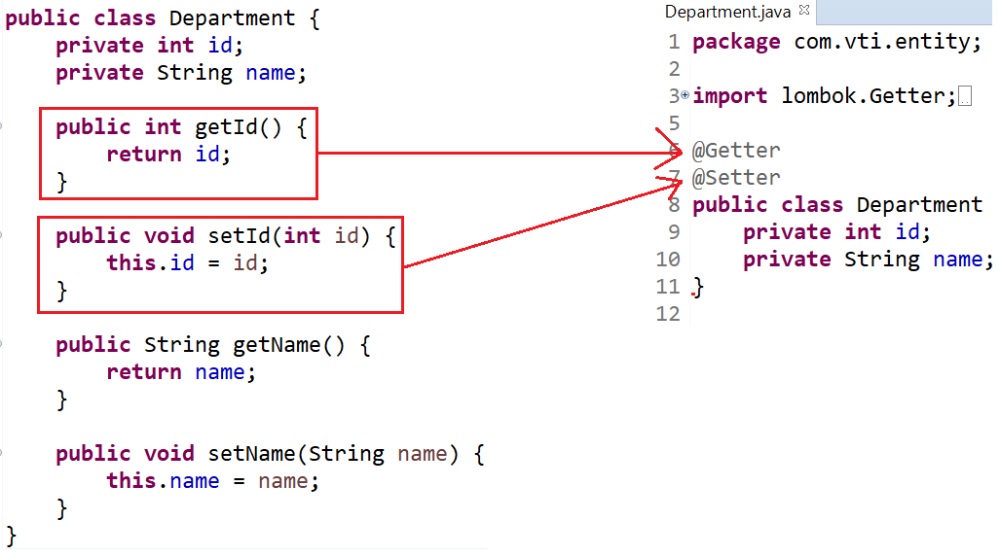 public class Department {
    private int id;
    private String name;

    public int getId() {
        return id;
    }

    public void setId(int id) {
        this.id = id;
    }

    public String getName() {
        return name;
    }

    public void setName(String name) {
        this.name = name;
    }
}

Department.java
1 package com.vti.entity;
2
3 import lombok.Getter;
5
6 @Getter
7 @Setter
8 public class Department
9     private int id;
10     private String name;
11 }
12